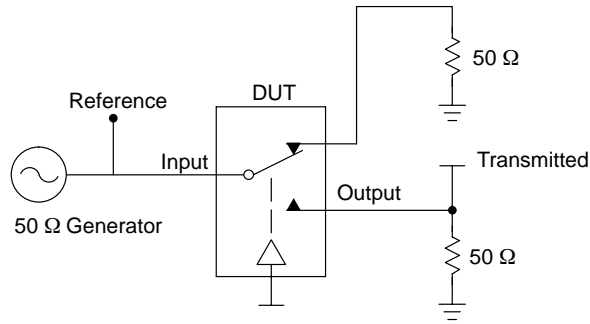 50 Ω
DUT
Reference
Input
Transmitted
Output
50 Ω Generator
50 Ω